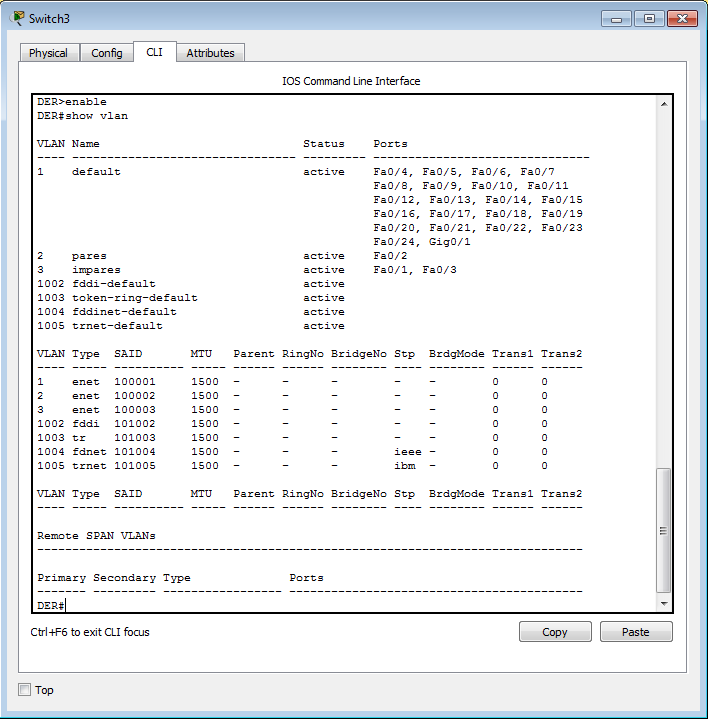 Switch3
Physical Config CLI Attributes
IOS Command Line Interface
DER>enable
DER#show vlan
VLAN Name                             Status    Ports
---- -------------------------------- --------- -------------------------------
1    default                          active    Fa0/4, Fa0/5, Fa0/6, Fa0/7
                                                Fa0/8, Fa0/9, Fa0/10, Fa0/11
                                                Fa0/12, Fa0/13, Fa0/14, Fa0/15
                                                Fa0/16, Fa0/17, Fa0/18, Fa0/19
                                                Fa0/20, Fa0/21, Fa0/22, Fa0/23
                                                Fa0/24, Gig0/1
2    pares                            active    Fa0/2
3    impares                          active    Fa0/1, Fa0/3
1002 fddi-default                     active
1003 token-ring-default               active
1004 fddinet-default                  active
1005 trnet-default                    active
VLAN Type  SAID       MTU   Parent RingNo BridgeNo Stp  BrdgMode Trans1 Trans2
---- ----- ---------- ----- ------ ------ -------- ---- -------- ------ ------
1    enet  100001     1500  -      -      -        -    -        0      0
2    enet  100002     1500  -      -      -        -    -        0      0
3    enet  100003     1500  -      -      -        -    -        0      0
1002 fddi  101002     1500  -      -      -        -    -        0      0
1003 tr    101003     1500  -      -      -        -    -        0      0
1004 fdnet 101004     1500  -      -      -        ieee -        0      0
1005 trnet 101005     1500  -      -      -        ibm  -        0      0
VLAN Type  SAID       MTU   Parent RingNo BridgeNo Stp  BrdgMode Trans1 Trans2
---- ----- ---------- ----- ------ ------ -------- ---- -------- ------ ------
Remote SPAN VLANs
------------------------------------------------------------------------------
Primary Secondary Type              Ports
------- --------- ----------------- ------------------------------------------
DER#
Ctrl+F6 to exit CLI focus
Copy Paste
Top